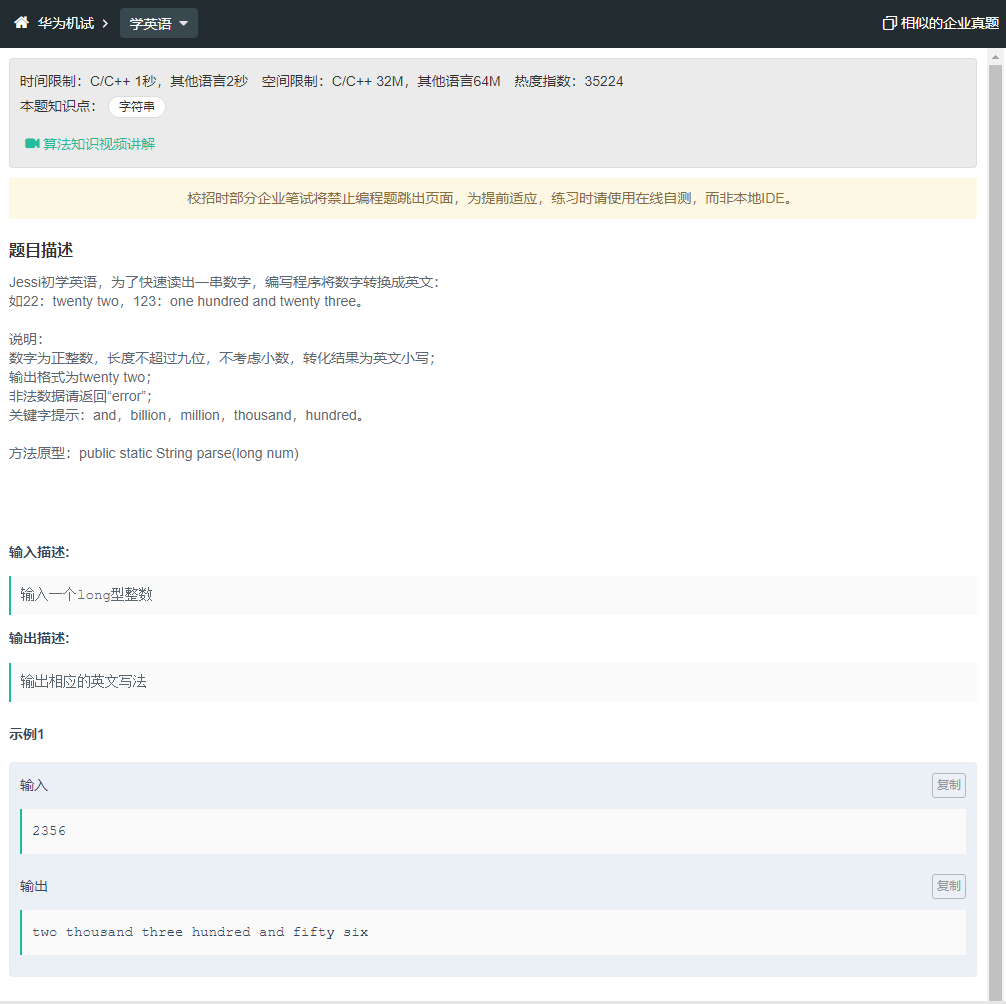 华为机试 学英语 相似的企业真题
时间限制：C/C++ 1秒，其他语言2秒 空间限制：C/C++ 32M，其他语言64M 热度指数：35224
本题知识点： 字符串
算法知识视频讲解
校招时部分企业笔试将禁止编程题跳出页面，为提前适应，练习时请使用在线自测，而非本地IDE。
题目描述
Jessi初学英语，为了快速读出一串数字，编写程序将数字转换成英文：
如22：twenty two，123：one hundred and twenty three。
说明：
数字为正整数，长度不超过九位，不考虑小数，转化结果为英文小写；
输出格式为twenty two；
非法数据请返回“error”；
关键字提示：and，billion，million，thousand，hundred。
方法原型：public static String parse(long num)
输入描述:
输入一个long型整数
输出描述:
输出相应的英文写法
示例1
输入 复制
2356
输出 复制
two thousand three hundred and fifty six